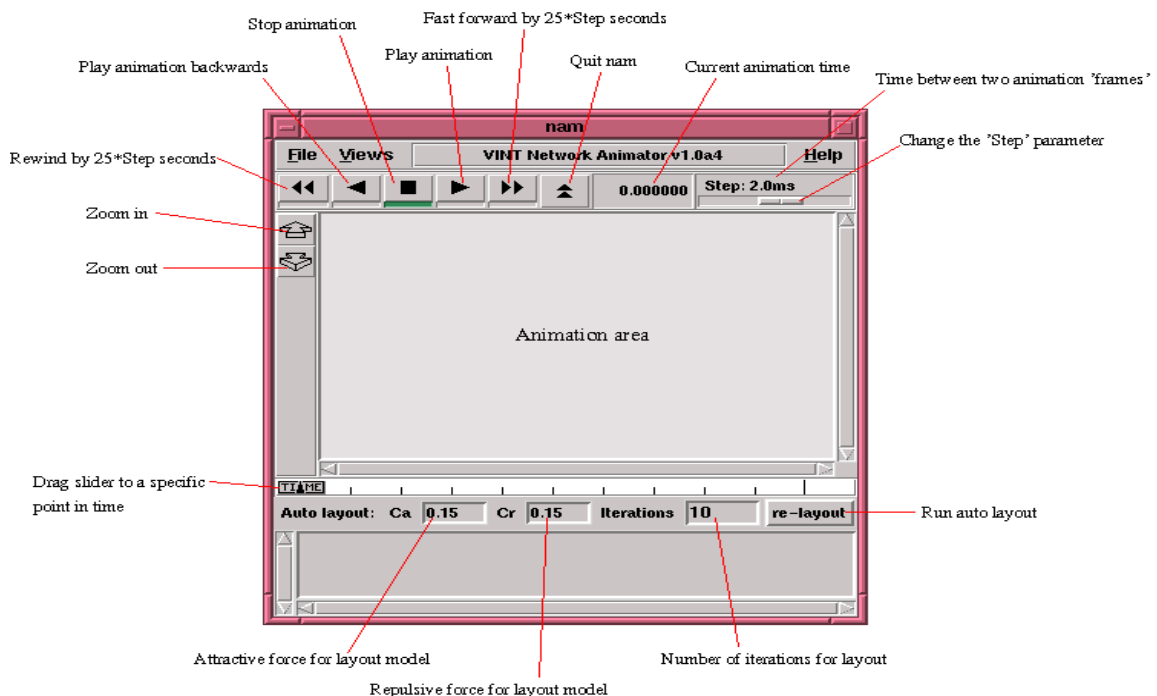 Fast forward by 25*Step seconds
Stop animation
Play animation
Quit nam
Play animation backwards
Current animation time
Time between two animation 'frames'
nam
Change the 'Step' parameter
File Views VINT Network Animator v1.0a4 Help
Rewind by 25*Step seconds
0.000000 Step: 2.0ms
Zoom in
Zoom out
Animation area
Drag slider to a specific
point in time
TIME
Auto layout: Ca 0.15 Cr 0.15 Iterations 10 re-layout
Run auto layout
Attractive force for layout model
Number of iterations for layout
Repulsive force for layout model